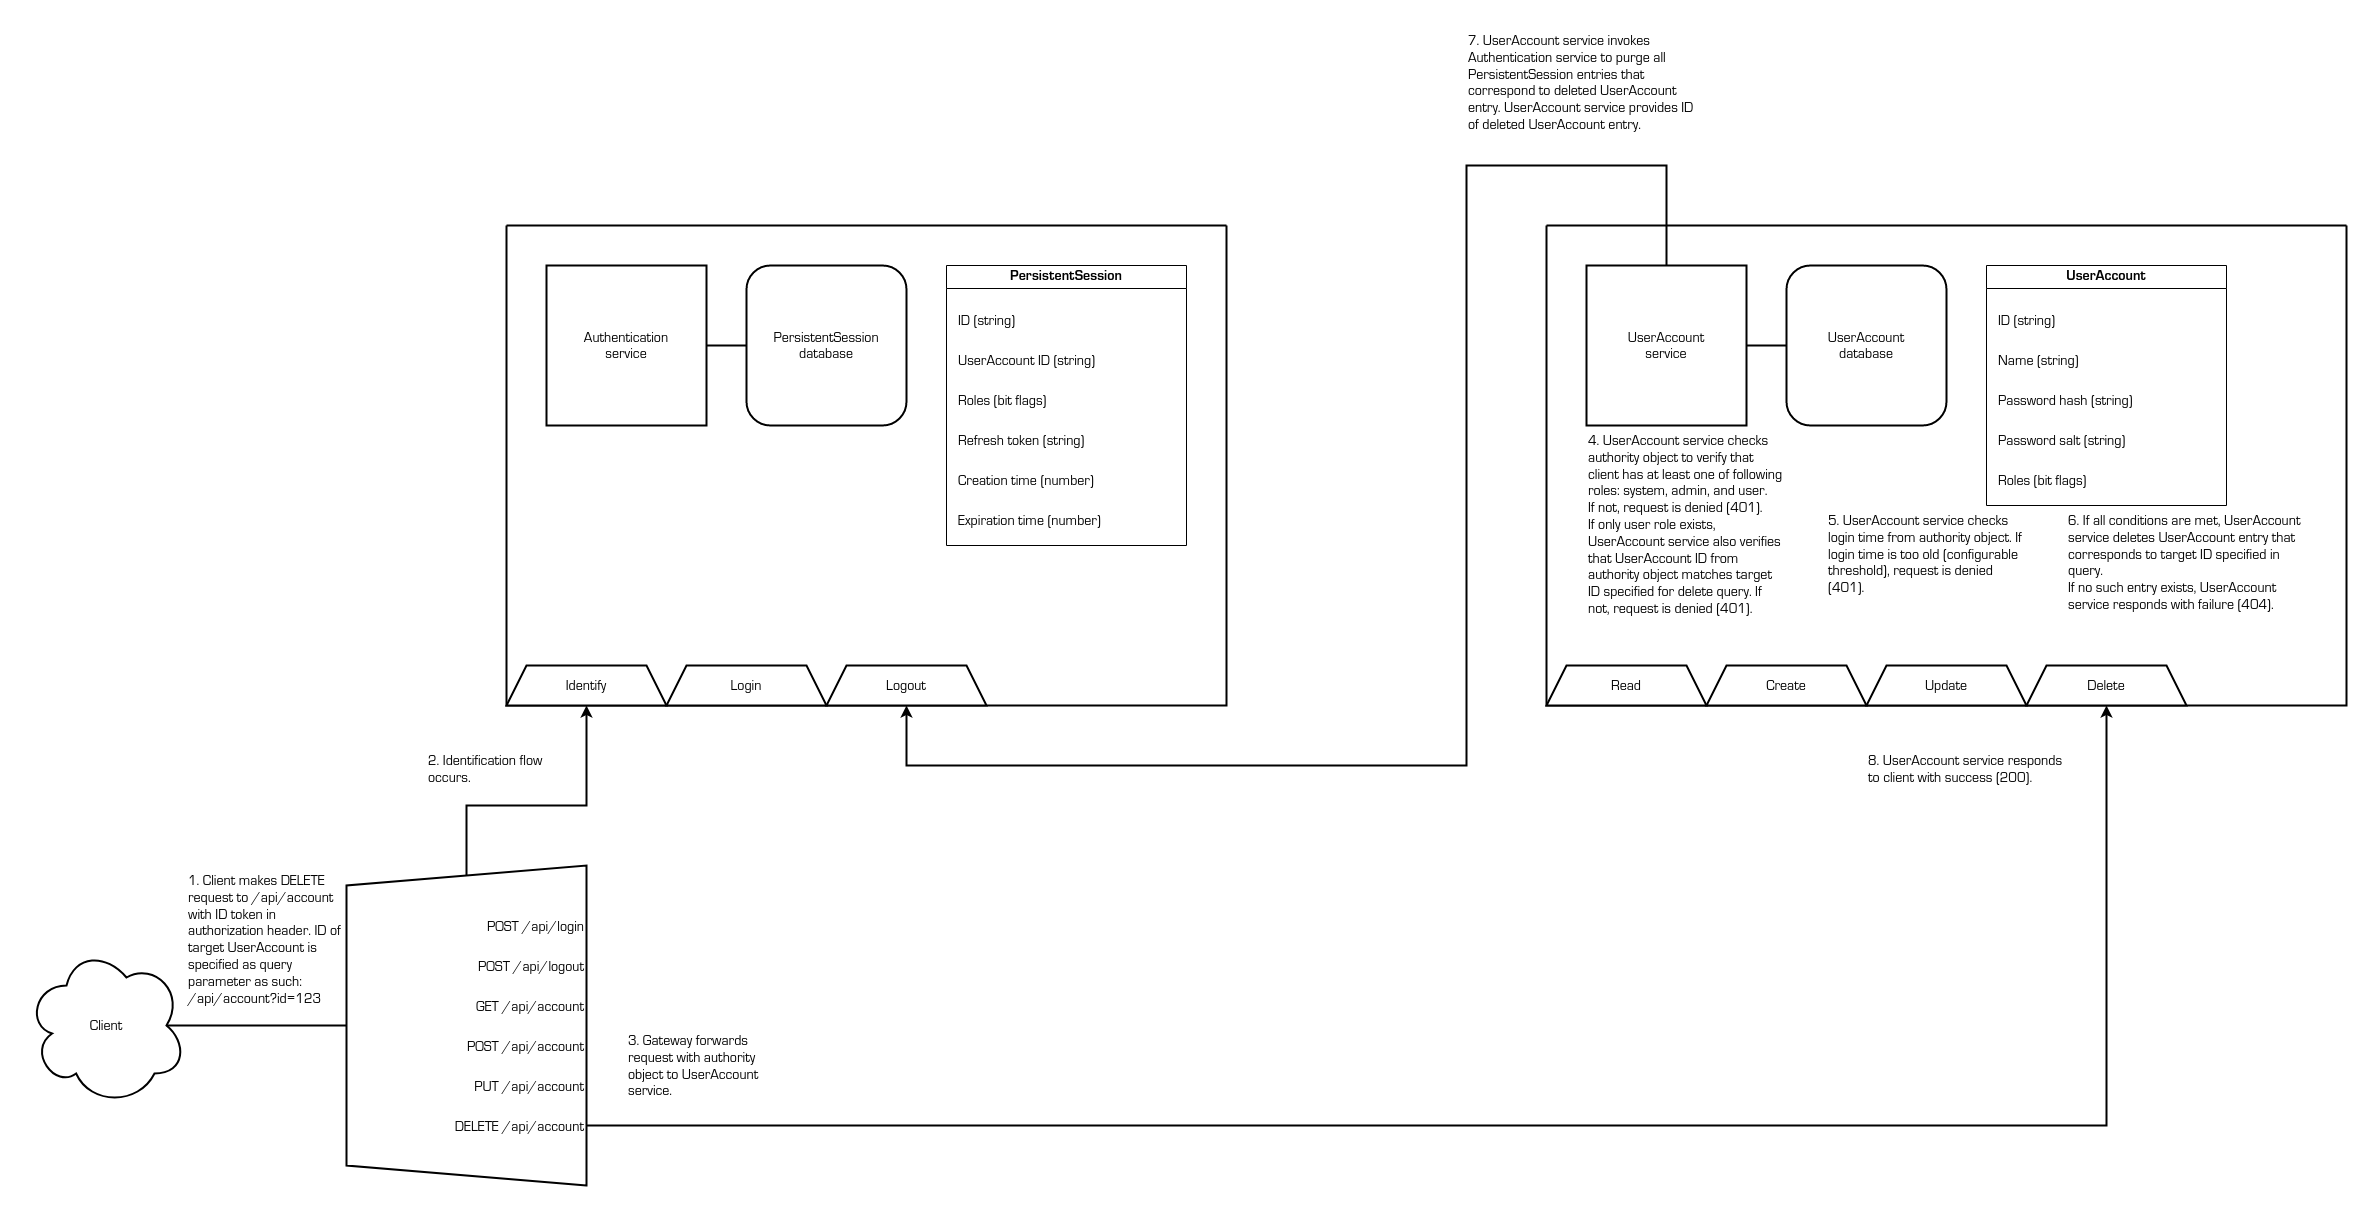 7. UserAccount service invokes
Authentication service to purge all
PersistentSession entries that
correspond to deleted UserAccount
entry. UserAccount service provides ID
of deleted UserAccount entry.
Authentication
service
PersistentSession
database
PersistentSession
ID (string)
UserAccount ID (string)
Roles (bit flags)
Refresh token (string)
Creation time (number)
Expiration time (number)
Identify
Login
Logout
UserAccount
service
UserAccount
database
UserAccount
ID (string)
Name (string)
Password hash (string)
Password salt (string)
Roles (bit flags)
4. UserAccount service checks
authority object to verify that
client has at least one of following
roles: system, admin, and user.
If not, request is denied (401).
If only user role exists,
UserAccount service also verifies
that UserAccount ID from
authority object matches target
ID specified for delete query. If
not, request is denied (401).
5. UserAccount service checks
login time from authority object. If
login time is too old (configurable
threshold), request is denied
(401).
6. If all conditions are met, UserAccount
service deletes UserAccount entry that
corresponds to target ID specified in
query.
If no such entry exists, UserAccount
service responds with failure (404).
Read
Create
Update
Delete
2. Identification flow
occurs.
8. UserAccount service responds
to client with success (200).
1. Client makes DELETE
request to /api/account
with ID token in
authorization header. ID of
target UserAccount is
specified as query
parameter as such:
/api/account?id=123
Client
POST /api/login
POST /api/logout
GET /api/account
POST /api/account
PUT /api/account
DELETE /api/account
3. Gateway forwards
request with authority
object to UserAccount
service.